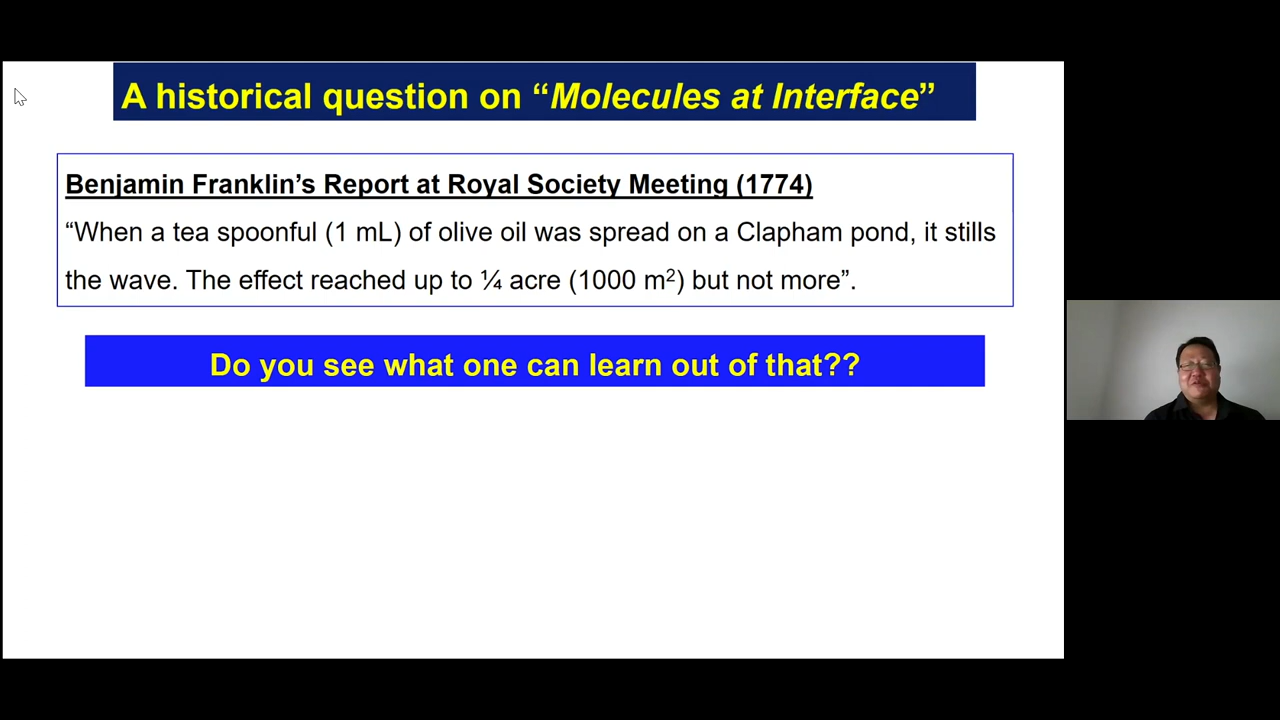 A historical question on “Molecules at Interface”
Benjamin Franklin’s Report at Royal Society Meeting (1774)
“When a tea spoonful (1 mL) of olive oil was spread on a Clapham pond, it stills
the wave. The effect reached up to ¼ acre (1000 m²) but not more”.
Do you see what one can learn out of that??